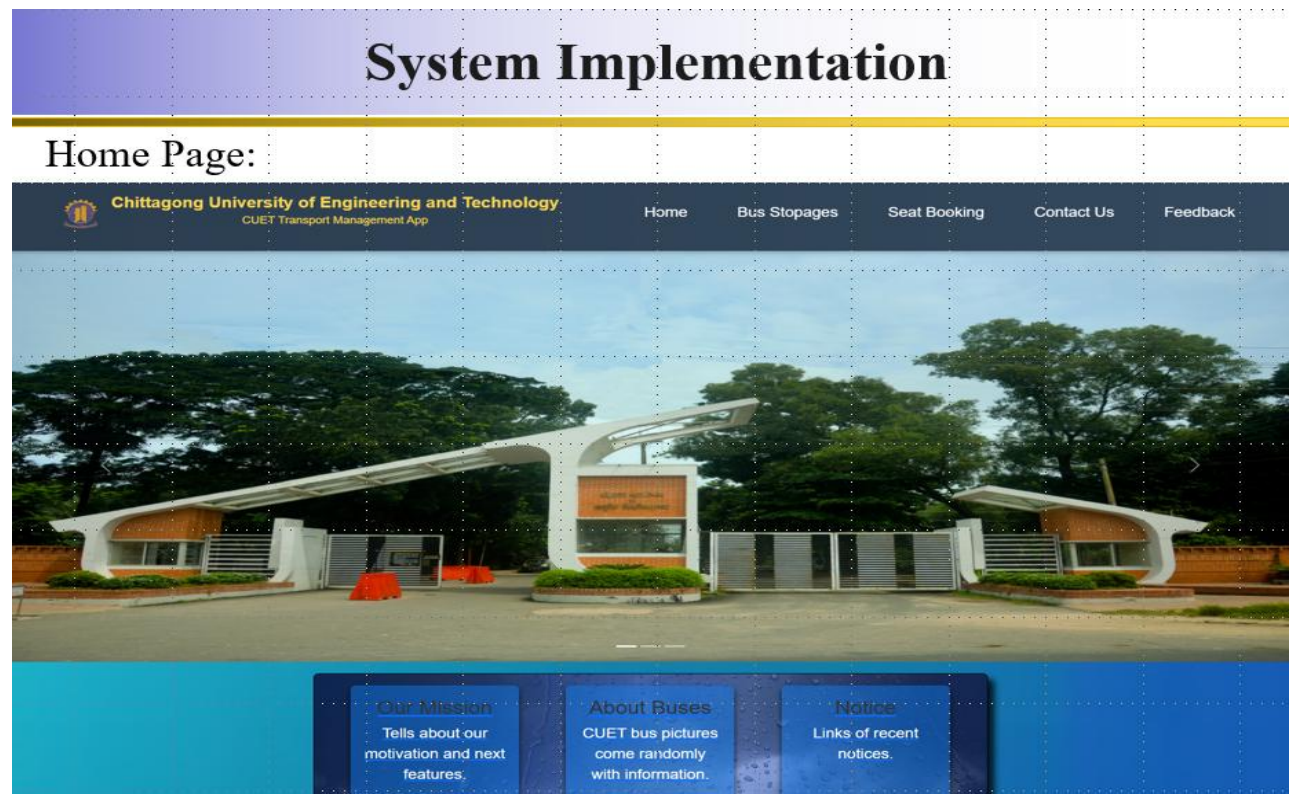 System Implementation
Home Page:
Chittagong University of Engineering and Technology
CUET Transport Management App
Home
Bus Stopages
Seat Booking
Contact Us
Feedback
Our Mission
Tells about our
motivation and next
features.
About Buses
CUET bus pictures
come randomly
with information.
Notice
Links of recent
notices.